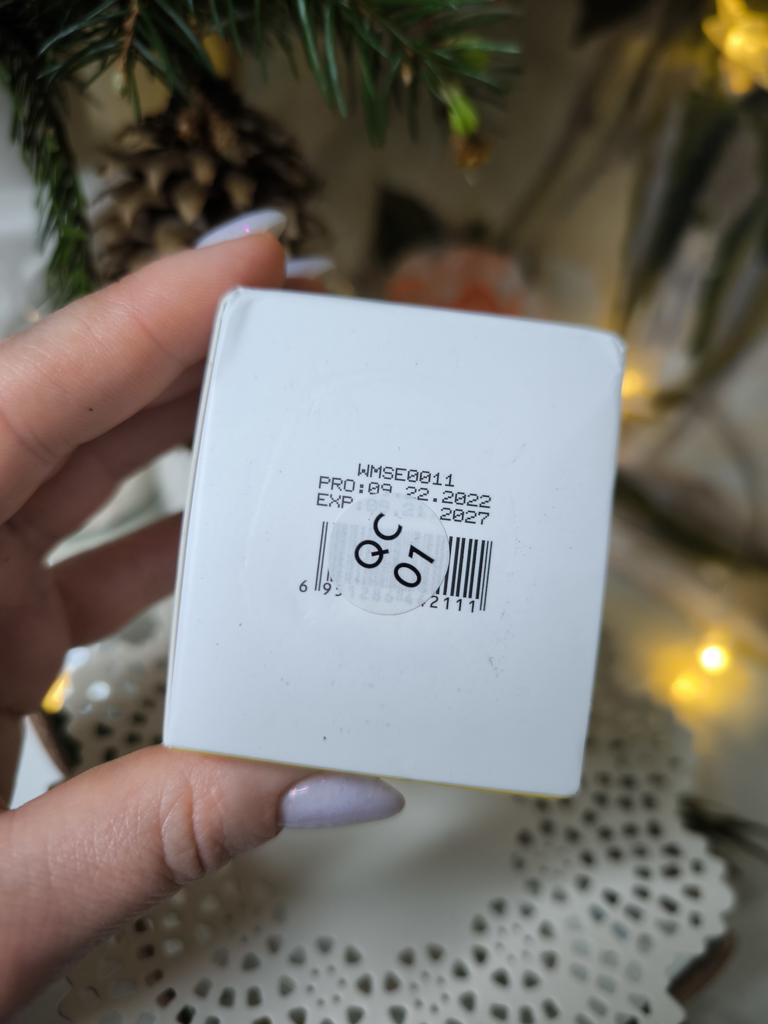 WMSE0011
PRO:09.22.2022
EXP 2027
QC
01